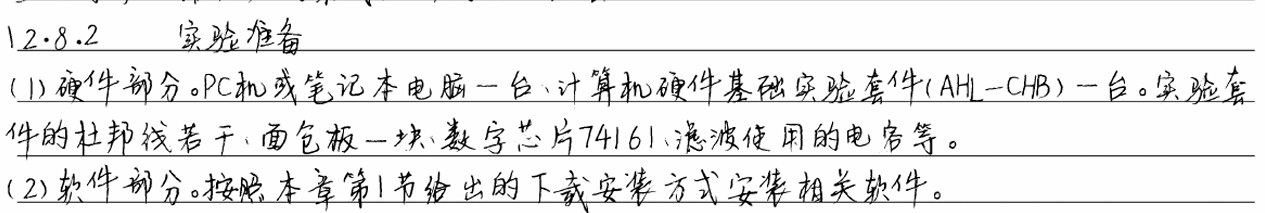 12.8.2 实验准备
(1)硬件部分。PC机或笔记本电脑一台、计算机硬件基础实验套件(AHL-CHB)一台。实验套
件的杜邦线若干、面包板一块、数字芯片74161、滤波使用的电容等。
(2)软件部分。按照本章第1节给出的下载安装方式安装相关软件。